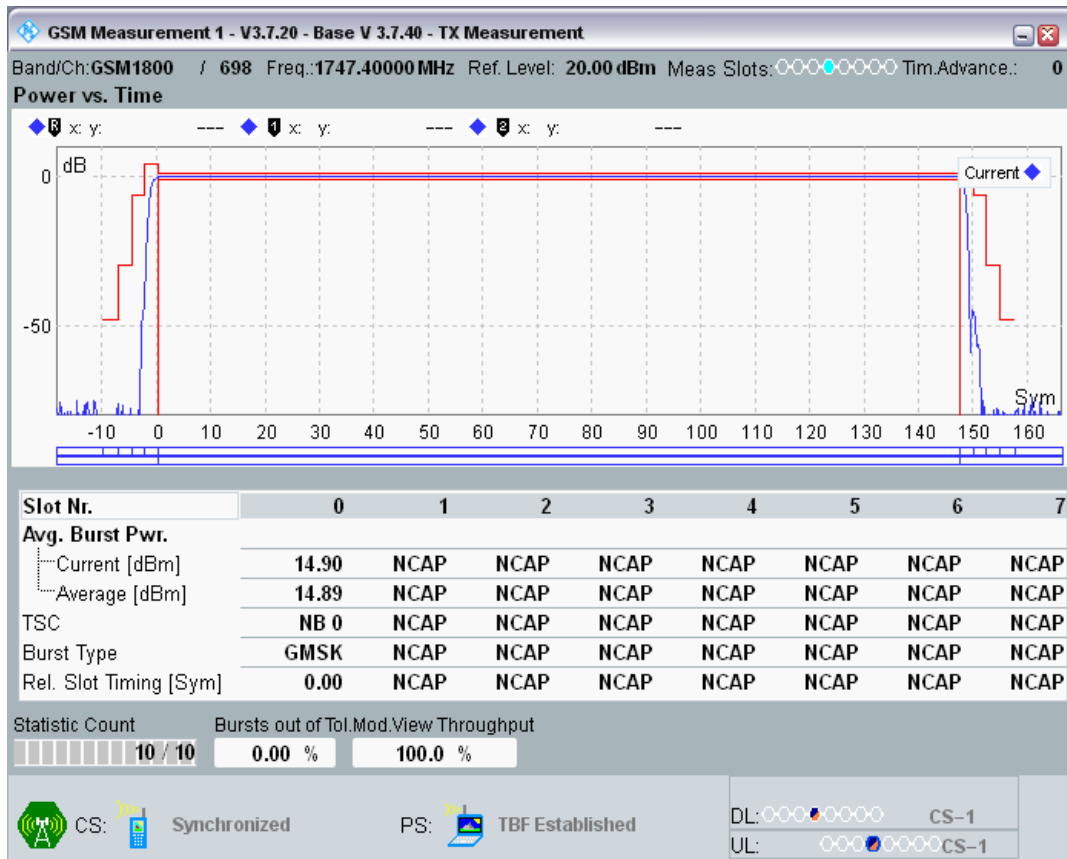 GSM Measurement 1 - V3.7.20 - Base V 3.7.40 - TX Measurement
Band/Ch:GSM1800 / 698 Freq.:1747.40000 MHz Ref. Level: 20.00 dBm Meas Slots: Tim.Advance.: 0
Power vs. Time
R x: y: --- 1 x: y: --- 2 x: y: ---
dB
Current
0
-50
Sym
-10 0 10 20 30 40 50 60 70 80 90 100 110 120 130 140 150 160
Slot Nr. 0 1 2 3 4 5 6 7
Avg. Burst Pwr.
Current [dBm] 14.90 NCAP NCAP NCAP NCAP NCAP NCAP NCAP
Average [dBm] 14.89 NCAP NCAP NCAP NCAP NCAP NCAP NCAP
TSC NB 0 NCAP NCAP NCAP NCAP NCAP NCAP NCAP
Burst Type GMSK NCAP NCAP NCAP NCAP NCAP NCAP NCAP
Rel. Slot Timing [Sym] 0.00 NCAP NCAP NCAP NCAP NCAP NCAP NCAP
Statistic Count Bursts out of Tol.Mod.View Throughput
10 / 10 0.00 % 100.0 %
CS: Synchronized PS: TBF Established DL: CS-1
UL: CS-1